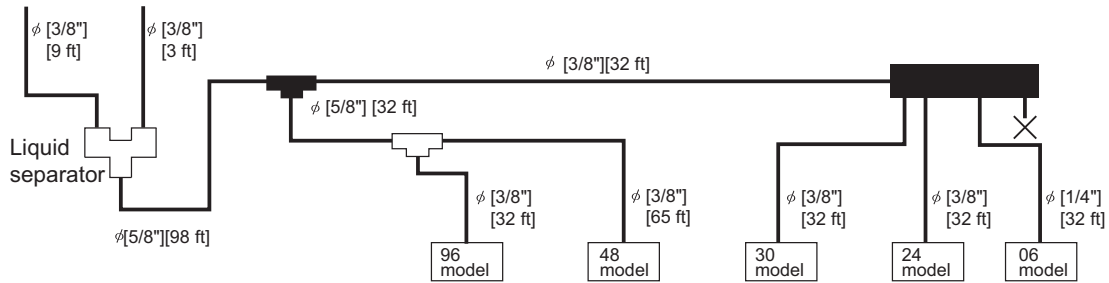 ϕ [3/8"]
[9 ft]
ϕ [3/8"]
[3 ft]
ϕ [3/8"][32 ft]
ϕ [5/8"] [32 ft]
Liquid
separator
ϕ[5/8"][98 ft]
ϕ [3/8"]
[32 ft]
ϕ [3/8"]
[65 ft]
ϕ [3/8"]
[32 ft]
ϕ [3/8"]
[32 ft]
ϕ [1/4"]
[32 ft]
96
model
48
model
30
model
24
model
06
model